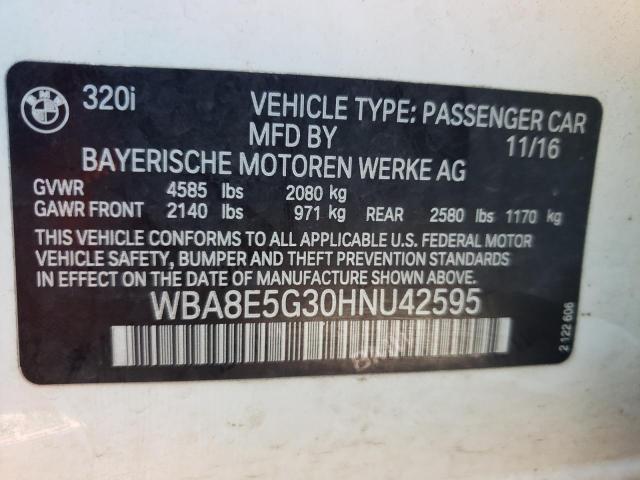 320i
VEHICLE TYPE: PASSENGER CAR
MFD BY 11/16
BAYERISCHE MOTOREN WERKE AG
GVWR 4585 lbs 2080 kg
GAWR FRONT 2140 lbs 971 kg REAR 2580 lbs 1170 kg
THIS VEHICLE CONFORMS TO ALL APPLICABLE U.S. FEDERAL MOTOR
VEHICLE SAFETY, BUMPER AND THEFT PREVENTION STANDARDS
IN EFFECT ON THE DATE OF MANUFACTURE SHOWN ABOVE.
WBA8E5G30HNU42595
2 122 606